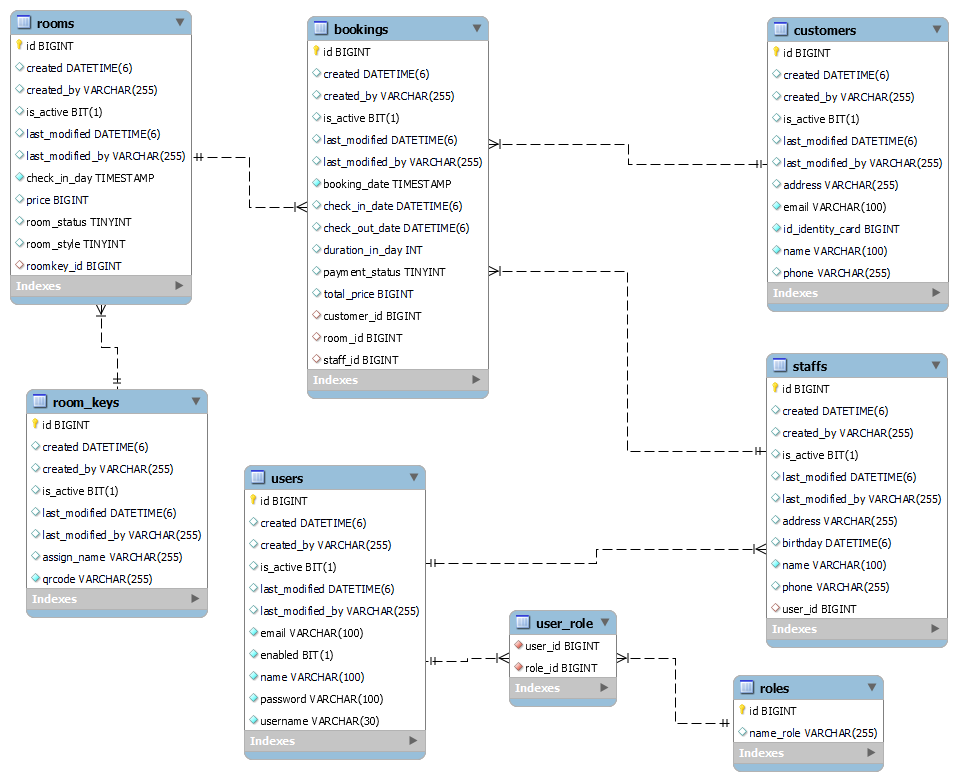 rooms
id BIGINT
created DATETIME(6)
created_by VARCHAR(255)
is_active BIT(1)
last_modified DATETIME(6)
last_modified_by VARCHAR(255)
check_in_day TIMESTAMP
price BIGINT
room_status TINYINT
room_style TINYINT
roomkey_id BIGINT
Indexes
bookings
id BIGINT
created DATETIME(6)
created_by VARCHAR(255)
is_active BIT(1)
last_modified DATETIME(6)
last_modified_by VARCHAR(255)
booking_date TIMESTAMP
check_in_date DATETIME(6)
check_out_date DATETIME(6)
duration_in_day INT
payment_status TINYINT
total_price BIGINT
customer_id BIGINT
room_id BIGINT
staff_id BIGINT
Indexes
customers
id BIGINT
created DATETIME(6)
created_by VARCHAR(255)
is_active BIT(1)
last_modified DATETIME(6)
last_modified_by VARCHAR(255)
address VARCHAR(255)
email VARCHAR(100)
id_identity_card BIGINT
name VARCHAR(100)
phone VARCHAR(255)
Indexes
room_keys
id BIGINT
created DATETIME(6)
created_by VARCHAR(255)
is_active BIT(1)
last_modified DATETIME(6)
last_modified_by VARCHAR(255)
assign_name VARCHAR(255)
qrcode VARCHAR(255)
Indexes
users
id BIGINT
created DATETIME(6)
created_by VARCHAR(255)
is_active BIT(1)
last_modified DATETIME(6)
last_modified_by VARCHAR(255)
email VARCHAR(100)
enabled BIT(1)
name VARCHAR(100)
password VARCHAR(100)
username VARCHAR(30)
Indexes
staffs
id BIGINT
created DATETIME(6)
created_by VARCHAR(255)
is_active BIT(1)
last_modified DATETIME(6)
last_modified_by VARCHAR(255)
address VARCHAR(255)
birthday DATETIME(6)
name VARCHAR(100)
phone VARCHAR(255)
user_id BIGINT
Indexes
user_role
user_id BIGINT
role_id BIGINT
Indexes
roles
id BIGINT
name_role VARCHAR(255)
Indexes